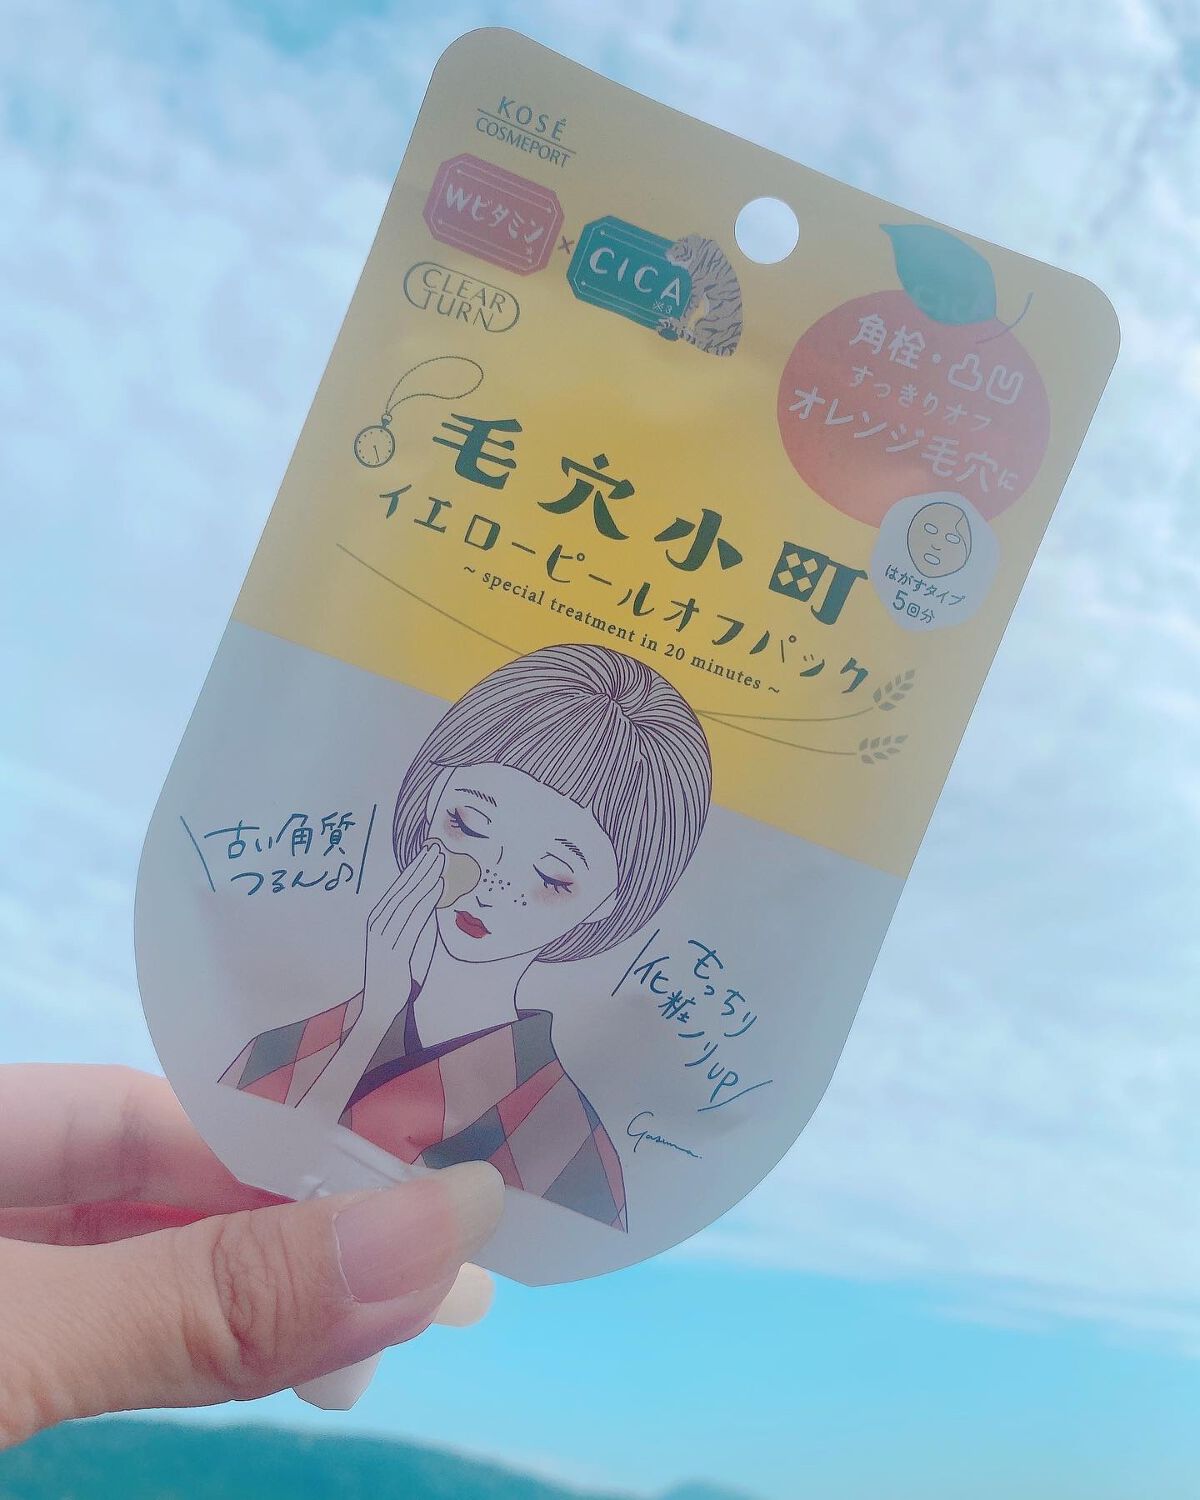 KOSÉ
COSMEPORT
Wビタミン
×
CICA
※3
CLEAR
TURN
角栓・凸凹
すっきりオフ
オレンジ毛穴に
毛穴小町
イエローピールオフパック
~ special treatment in 20 minutes ~
はがすタイプ
5回分
古い角質
つるん♪
もっちり
化粧ノリUP